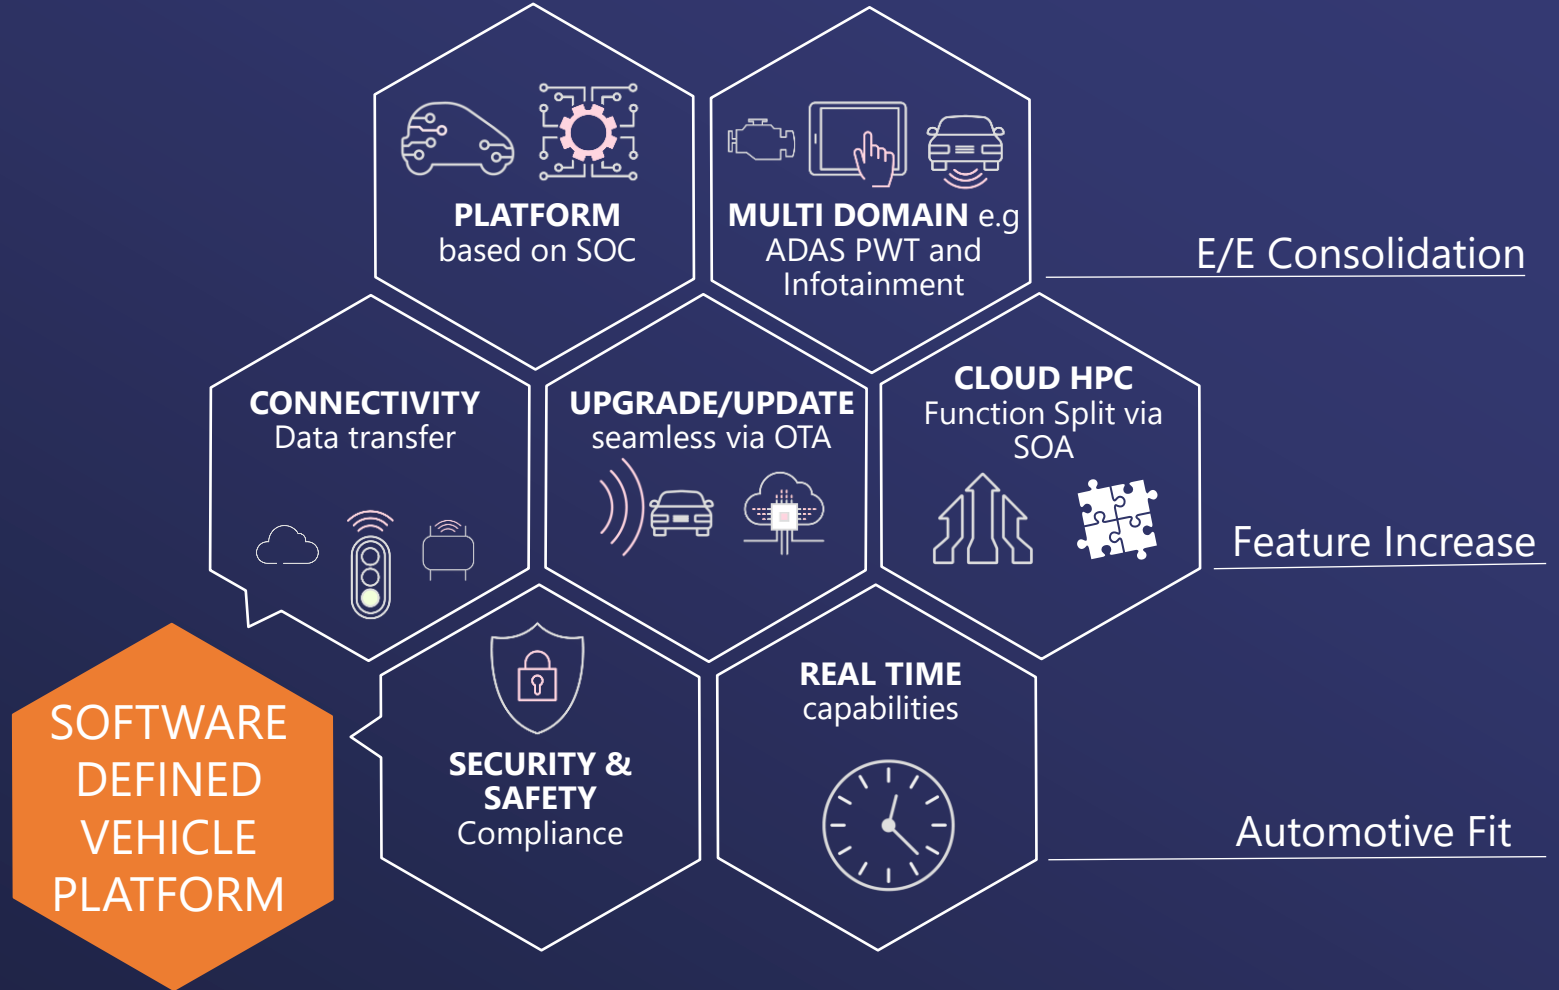 PLATFORM
based on SOC
MULTI DOMAIN e.g
ADAS PWT and
Infotainment
E/E Consolidation
CONNECTIVITY
Data transfer
UPGRADE/UPDATE
seamless via OTA
CLOUD HPC
Function Split via
SOA
Feature Increase
SOFTWARE
DEFINED
VEHICLE
PLATFORM
SECURITY &
SAFETY
Compliance
REAL TIME
capabilities
Automotive Fit